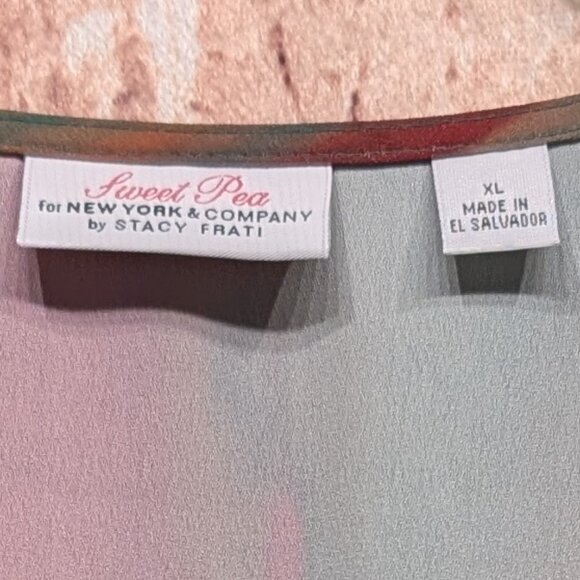 Sweet Pea
for NEW YORK & COMPANY
by STACY FRATI
XL
MADE IN
EL SALVADOR